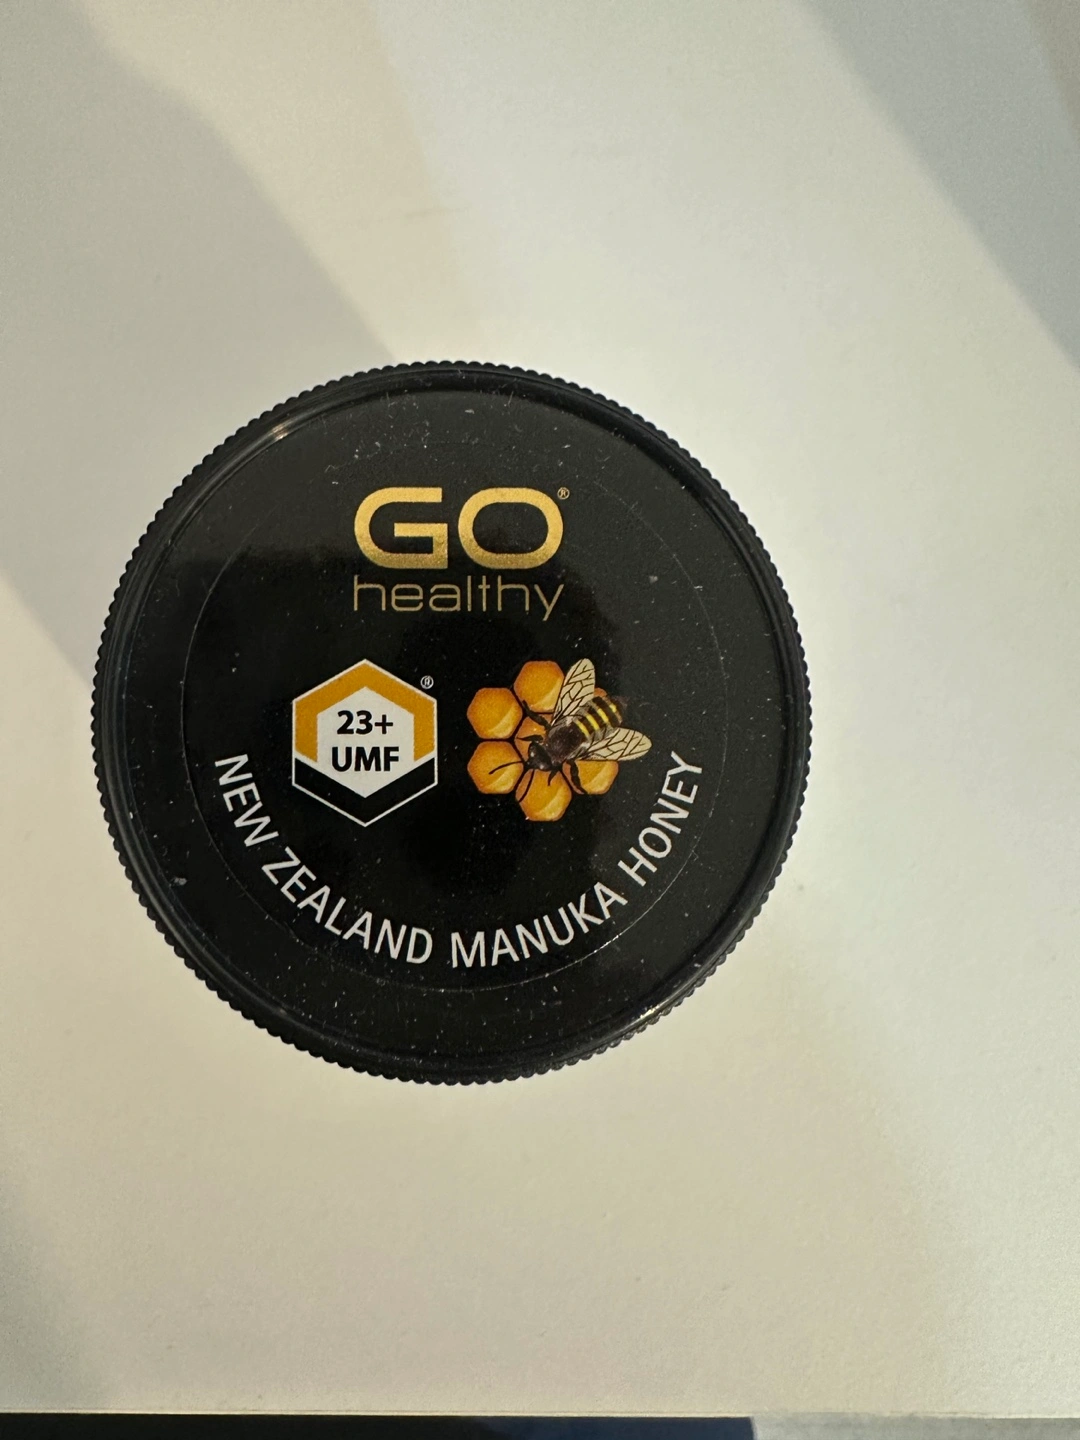 GO®
healthy
23+
UMF
®
NEW ZEALAND MANUKA HONEY